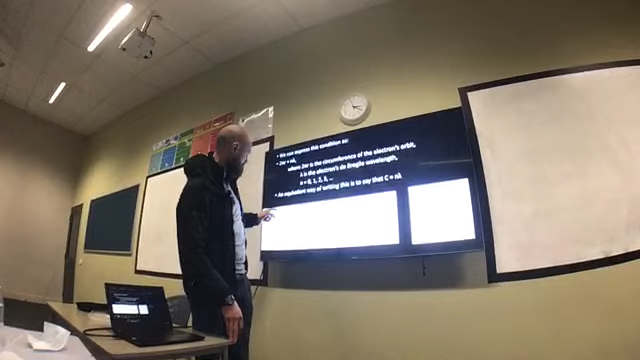 • We can express this condition as:
• 2πr = nλ,
where 2πr is the circumference of the electron's orbit,
λ is the electron's de Broglie wavelength,
n = 0, 1, 2, 3, ...
• An equivalent way of writing this is to say that C = nλ